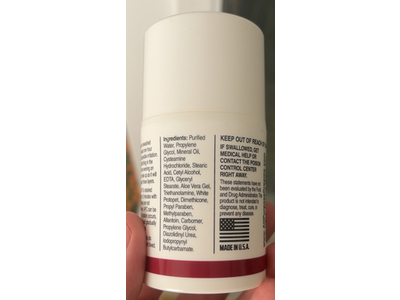 Ingredients: Purified
Water, Propylene
Glycol, Mineral Oil,
Cysteamine
Hydrochloride, Stearic
Acid, Cetyl Alcohol,
EDTA, Glyceryl
Stearate, Aloe Vera Gel,
Triethanolamine, White
Protopet, Dimethicone,
Propyl Paraben,
Methylparaben,
Allantoin, Carbomer,
Propylene Glycol,
Diazolidinyl Urea,
Iodopropynyl
Butylcarbamate.
KEEP OUT OF REACH
IF SWALLOWED, GET
MEDICAL HELP OR
CONTACT THE POISON
CONTROL CENTER
RIGHT AWAY.
These statements have not
been evaluated by the Food
and Drug Administration. This
product is not intended to
diagnose, treat, cure or
prevent any disease.
MADE IN U.S.A.